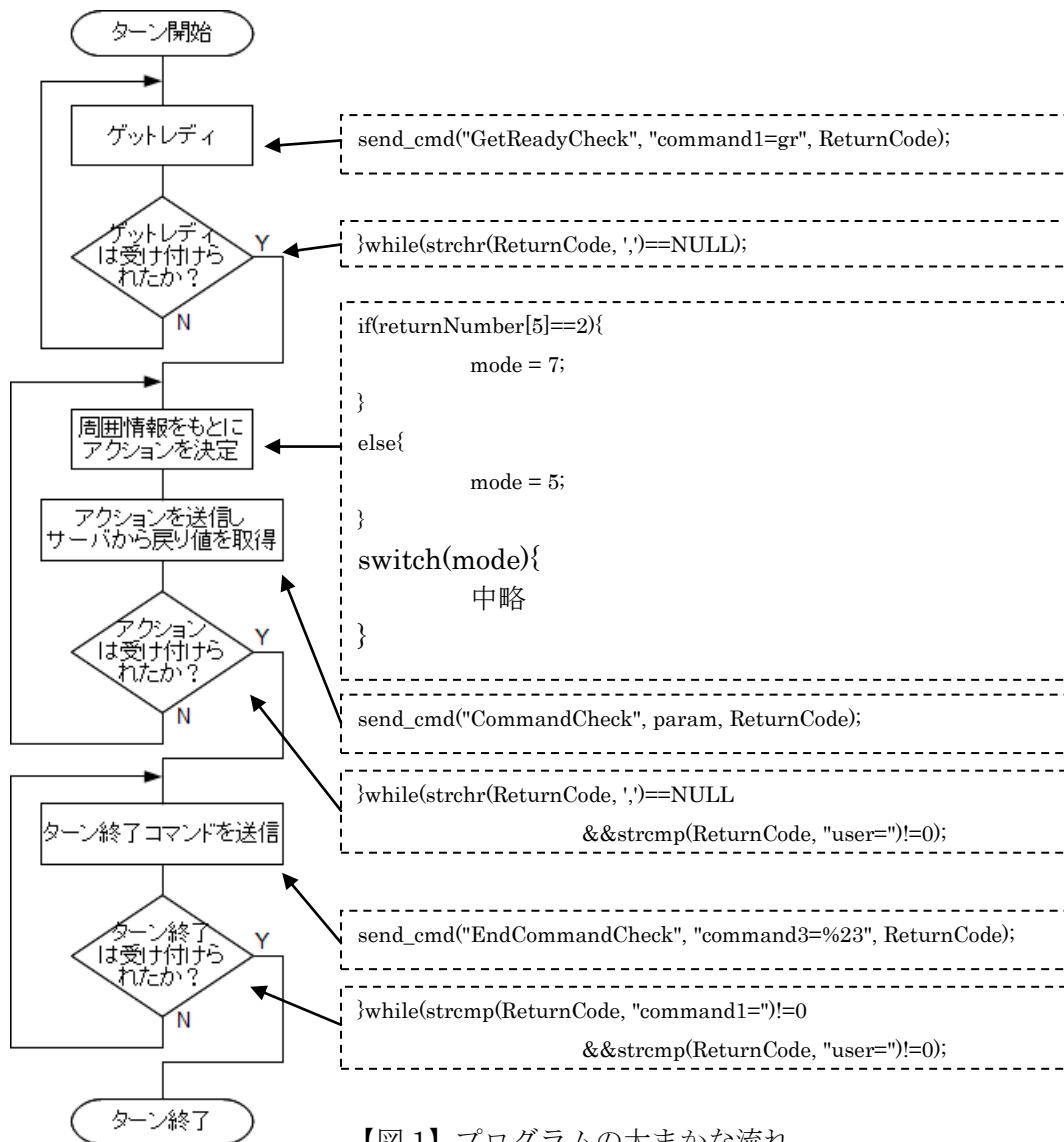 ターン開始
ゲットレディ
send_cmd("GetReadyCheck", "command1=gr", ReturnCode);
ゲットレディ
は受け付けら
れたか？
Y
N
}while(strchr(ReturnCode, ',')==NULL);
周囲情報をもとに
アクションを決定
if(returnNumber[5]==2){
mode = 7;
}
else{
mode = 5;
}
switch(mode){
中略
}
アクションを送信し
サーバから戻り値を取得
send_cmd("CommandCheck", param, ReturnCode);
アクション
は受け付けら
れたか？
Y
N
}while(strchr(ReturnCode, ',')==NULL
&&strcmp(ReturnCode, "user=")!=0);
ターン終了コマンドを送信
send_cmd("EndCommandCheck", "command3=%23", ReturnCode);
ターン終了
は受け付けら
れたか？
Y
N
}while(strcmp(ReturnCode, "command1=")!=0
&&strcmp(ReturnCode, "user=")!=0);
ターン終了
【図 1】プログラムの大まかな流れ